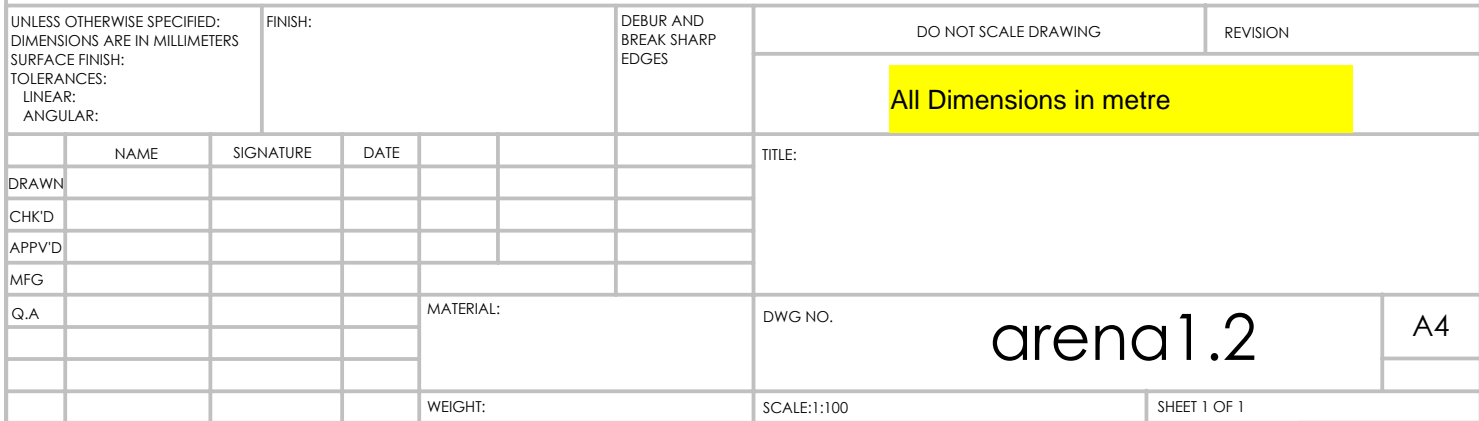 UNLESS OTHERWISE SPECIFIED:
DIMENSIONS ARE IN MILLIMETERS
SURFACE FINISH:
TOLERANCES:
LINEAR:
ANGULAR:
FINISH:
DEBUR AND
BREAK SHARP
EDGES
DO NOT SCALE DRAWING
REVISION
All Dimensions in metre
NAME
SIGNATURE
DATE
TITLE:
DRAWN
CHK'D
APPV'D
MFG
Q.A
MATERIAL:
DWG NO.
arena1.2
A4
WEIGHT:
SCALE:1:100
SHEET 1 OF 1